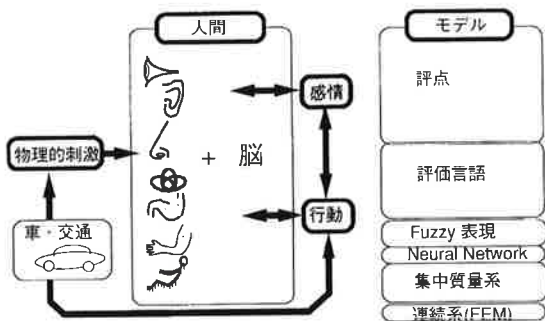 人間
感情
物理的刺激
+ 脳
行動
車・交通
モデル
評点
評価言語
Fuzzy 表現
Neural Network
集中質量系
連続系(FEM)